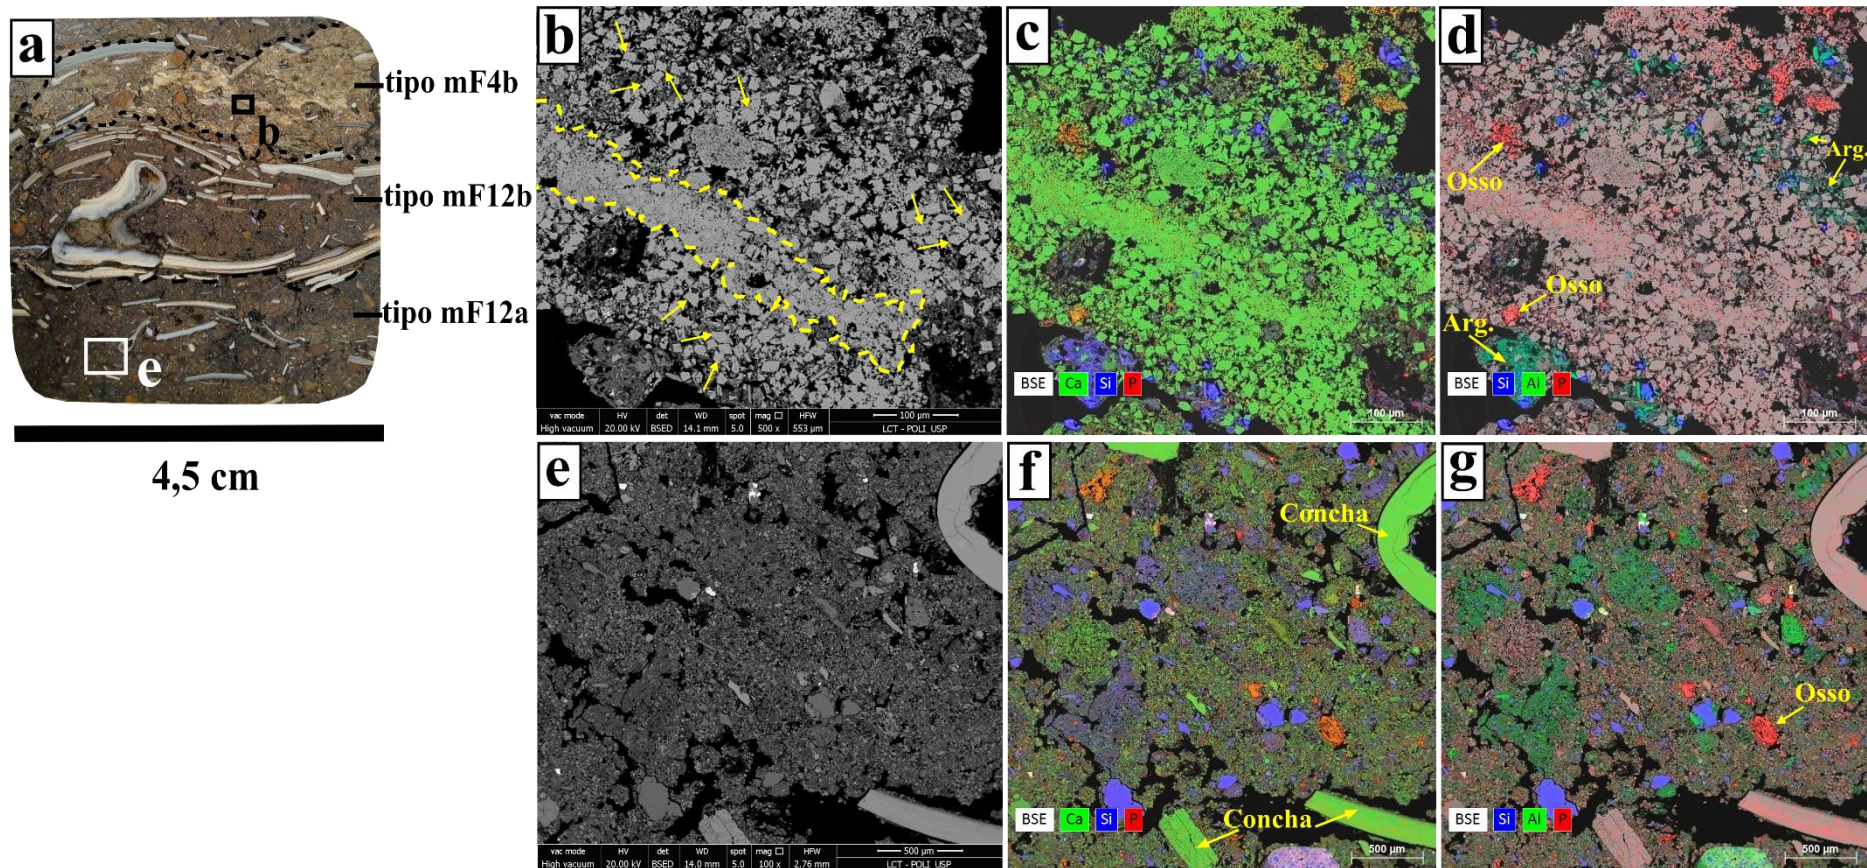 a
tipo mF4b
b
tipo mF12b
tipo mF12a
e
4,5 cm
b
vac mode HV det WD spot mag HFW 100 µm
High vacuum 20.00 kV BSED 14.1 mm 5.0 500 x 553 µm LCT - POLI_USP
c
BSE Ca Si P
100 µm
d
Arg.
Osso
Osso
Arg.
BSE Si Al P
100 µm
e
vac mode HV det WD spot mag HFW 500 µm
High vacuum 20.00 kV BSED 14.0 mm 5.0 100 x 2.76 mm LCT - POLI_USP
f
Concha
Concha
BSE Ca Si P
500 µm
g
Osso
BSE Si Al P
500 µm